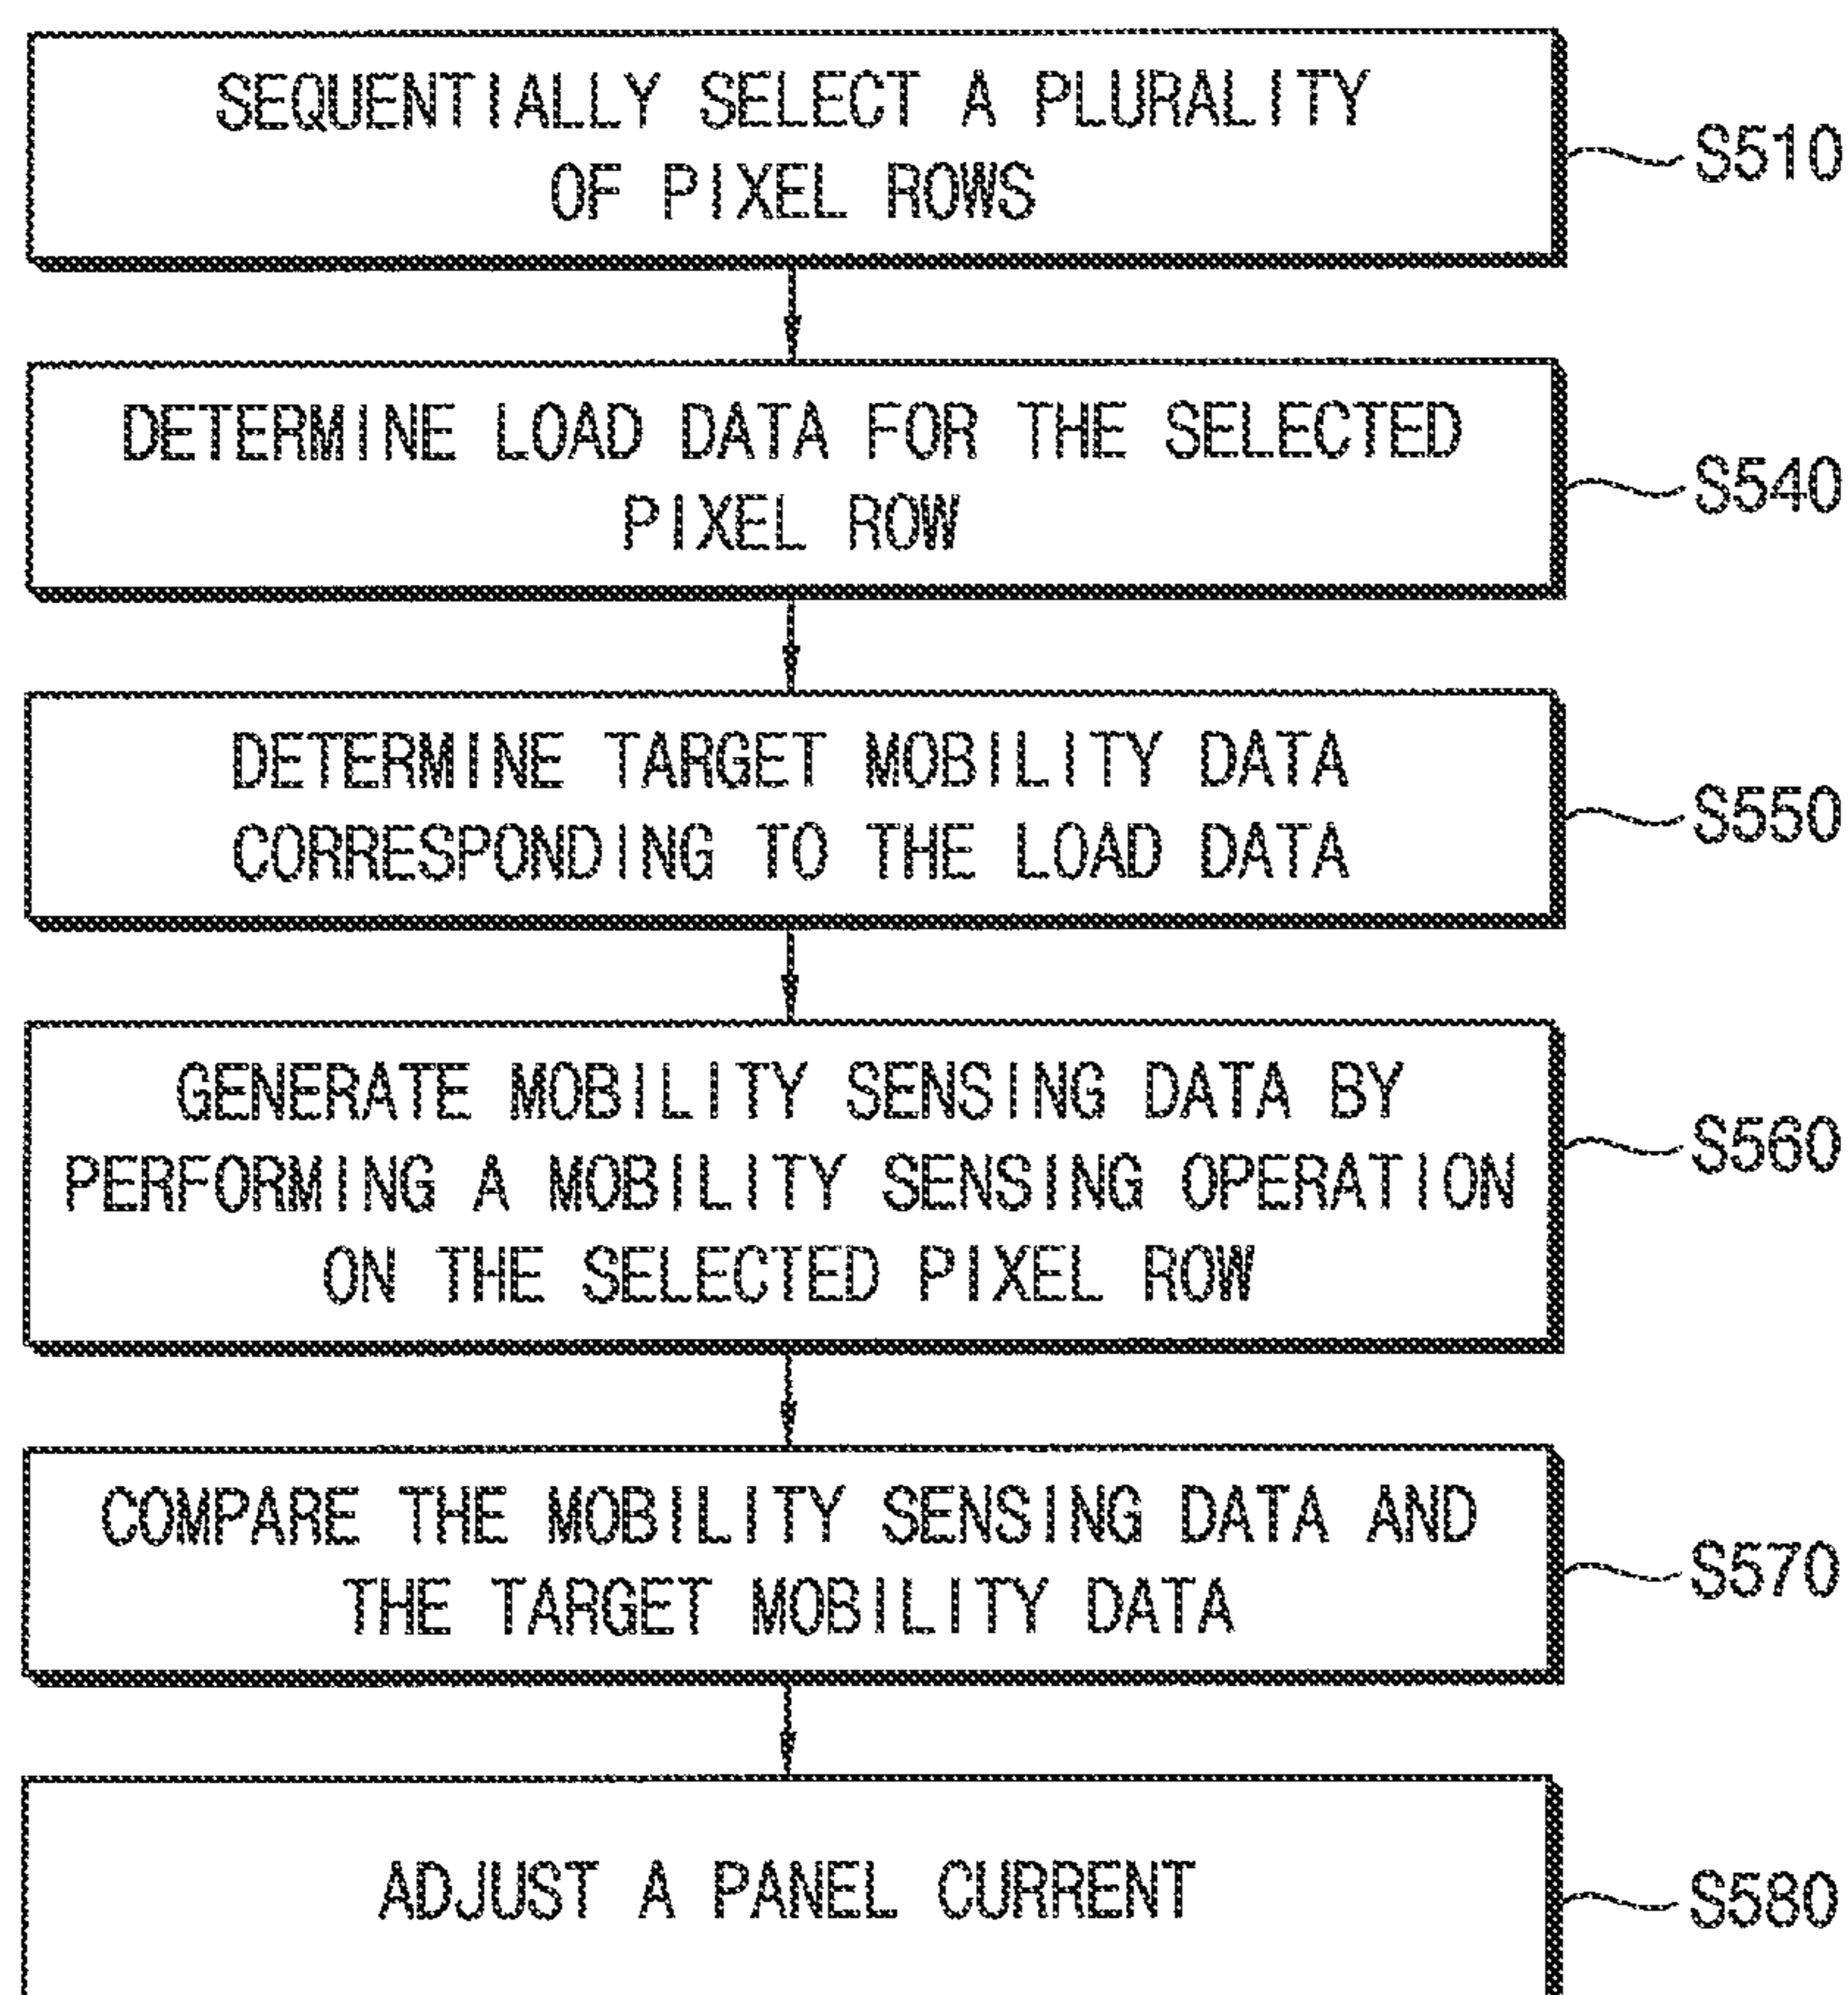 SEQUENTIALLY SELECT A PLURALITY
OF PIXEL ROWS
S510
DETERMINE LOAD DATA FOR THE SELECTED
PIXEL ROW
S540
DETERMINE TARGET MOBILITY DATA
CORRESPONDING TO THE LOAD DATA
S550
GENERATE MOBILITY SENSING DATA BY
PERFORMING A MOBILITY SENSING OPERATION
ON THE SELECTED PIXEL ROW
S560
COMPARE THE MOBILITY SENSING DATA AND
THE TARGET MOBILITY DATA
S570
ADJUST A PANEL CURRENT
S580